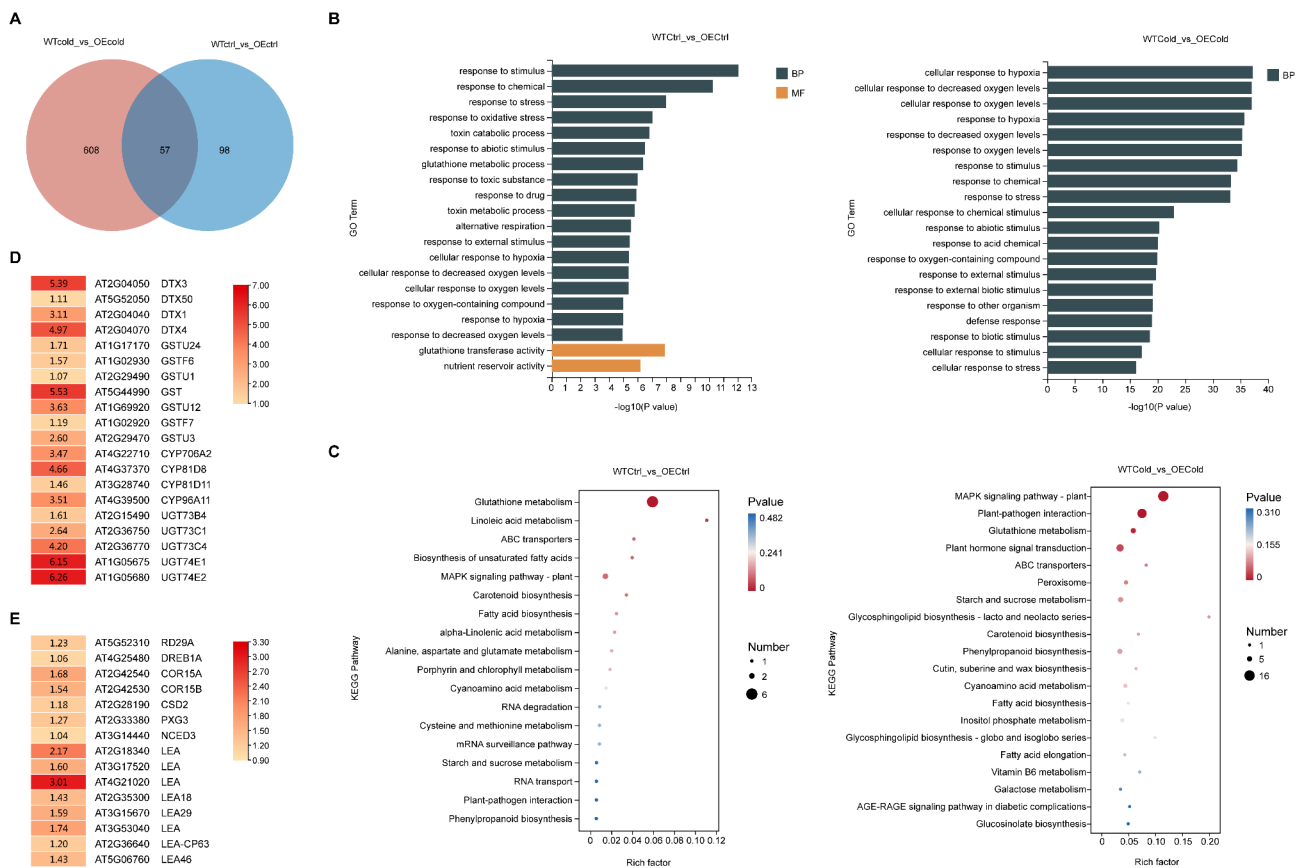 A
WTcold_vs_OEcold
WTctrl_vs_OEctrl
608
57
98
B
WTCtrl_vs_OECtrl
GO Term
response to stimulus
response to chemical
response to stress
response to oxidative stress
toxin catabolic process
response to abiotic stimulus
glutathione metabolic process
response to toxic substance
response to drug
toxin metabolic process
alternative respiration
response to external stimulus
cellular response to hypoxia
cellular response to decreased oxygen levels
cellular response to oxygen levels
response to oxygen-containing compound
response to hypoxia
response to decreased oxygen levels
glutathione transferase activity
nutrient reservoir activity
0 1 2 3 4 5 6 7 8 9 10 11 12 13
-log10(P value)
BP
MF
WTCold_vs_OECold
GO Term
cellular response to hypoxia
cellular response to decreased oxygen levels
cellular response to oxygen levels
response to hypoxia
response to decreased oxygen levels
response to oxygen levels
response to stimulus
response to chemical
response to stress
cellular response to chemical stimulus
response to abiotic stimulus
response to acid chemical
response to oxygen-containing compound
response to external stimulus
response to external biotic stimulus
response to other organism
defense response
response to biotic stimulus
cellular response to stimulus
cellular response to stress
0 5 10 15 20 25 30 35 40
-log10(P value)
BP
C
WTCtrl_vs_OECtrl
KEGG Pathway
Glutathione metabolism
Linoleic acid metabolism
ABC transporters
Biosynthesis of unsaturated fatty acids
MAPK signaling pathway - plant
Carotenoid biosynthesis
Fatty acid biosynthesis
alpha-Linolenic acid metabolism
Alanine, aspartate and glutamate metabolism
Porphyrin and chlorophyll metabolism
Cyanoamino acid metabolism
RNA degradation
Cysteine and methionine metabolism
mRNA surveillance pathway
Starch and sucrose metabolism
RNA transport
Plant-pathogen interaction
Phenylpropanoid biosynthesis
0 0.02 0.04 0.06 0.08 0.10 0.12
Rich factor
Pvalue
0.482
0.241
0
Number
1
2
6
WTCold_vs_OECold
KEGG Pathway
MAPK signaling pathway - plant
Plant-pathogen interaction
Glutathione metabolism
Plant hormone signal transduction
ABC transporters
Peroxisome
Starch and sucrose metabolism
Glycosphingolipid biosynthesis - lacto and neolacto series
Carotenoid biosynthesis
Phenylpropanoid biosynthesis
Cutin, suberine and wax biosynthesis
Cyanoamino acid metabolism
Fatty acid biosynthesis
Inositol phosphate metabolism
Glycosphingolipid biosynthesis - globo and isoglobo series
Fatty acid elongation
Vitamin B6 metabolism
Galactose metabolism
AGE-RAGE signaling pathway in diabetic complications
Glucosinolate biosynthesis
0 0.05 0.10 0.15 0.20
Rich factor
Pvalue
0.310
0.155
0
Number
1
5
16
D
5.39 AT2G04050 DTX3
1.11 AT5G52050 DTX50
3.11 AT2G04040 DTX1
4.97 AT2G04070 DTX4
1.71 AT1G17170 GSTU24
1.57 AT1G02930 GSTF6
1.07 AT2G29490 GSTU1
5.53 AT5G44990 GST
3.63 AT1G69920 GSTU12
1.19 AT1G02920 GSTF7
2.60 AT2G29470 GSTU3
3.47 AT4G22710 CYP706A2
4.66 AT4G37370 CYP81D8
1.46 AT3G28740 CYP81D11
3.51 AT4G39500 CYP96A11
1.61 AT2G15490 UGT73B4
2.64 AT2G36750 UGT73C1
4.20 AT2G36770 UGT73C4
6.15 AT1G05675 UGT74E1
6.26 AT1G05680 UGT74E2
7.00
6.00
5.00
4.00
3.00
2.00
1.00
E
1.23 AT5G52310 RD29A
1.06 AT4G25480 DREB1A
1.68 AT2G42540 COR15A
1.54 AT2G42530 COR15B
1.18 AT2G28190 CSD2
1.27 AT2G33380 PXG3
1.04 AT3G14440 NCED3
2.17 AT2G18340 LEA
1.60 AT3G17520 LEA
3.01 AT4G21020 LEA
1.43 AT2G35300 LEA18
1.59 AT3G15670 LEA29
1.74 AT3G53040 LEA
1.20 AT2G36640 LEA-CP63
1.43 AT5G06760 LEA46
3.30
3.00
2.70
2.40
2.10
1.80
1.50
1.20
0.90